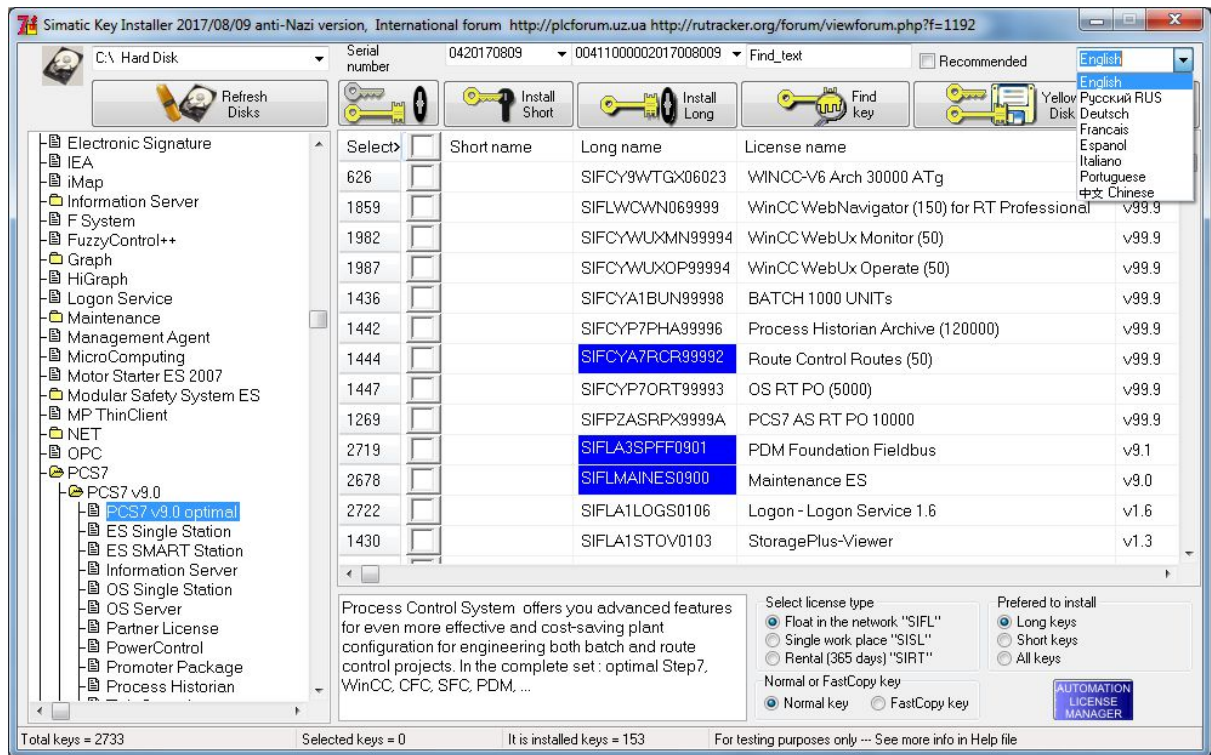 Simatic Key Installer 2017/08/09 anti-Nazi version, International forum http://plcforum.uz.ua http://rutracker.org/forum/viewforum.php?f=1192
C:\ Hard Disk
Serial number
0420170809
00411000002017008009
Find_text
Recommended
English
English
Русский RUS
Deutsch
Francais
Espanol
Italiano
Portuguese
中文 Chinese
Refresh Disks
Install Short
Install Long
Find key
Yellow Disk
Electronic Signature
IEA
iMap
Information Server
F System
FuzzyControl++
Graph
HiGraph
Logon Service
Maintenance
Management Agent
MicroComputing
Motor Starter ES 2007
Modular Safety System ES
MP ThinClient
NET
OPC
PCS7
PCS7 v9.0
PCS7 v9.0 optimal
ES Single Station
ES SMART Station
Information Server
OS Single Station
OS Server
Partner License
PowerControl
Promoter Package
Process Historian
Select> Short name Long name License name
626 SIFCY9WTGX06023 WINCC-V6 Arch 30000 ATg
1859 SIFLWCWN069999 WinCC WebNavigator (150) for RT Professional v99.9
1982 SIFCYWUXMN99994 WinCC WebUx Monitor (50) v99.9
1987 SIFCYWUXOP99994 WinCC WebUx Operate (50) v99.9
1436 SIFCYA1BUN99998 BATCH 1000 UNITs v99.9
1442 SIFCYP7PHA99996 Process Historian Archive (120000) v99.9
1444 SIFCYA7RCR99992 Route Control Routes (50) v99.9
1447 SIFCYP7ORT99993 OS RT PO (5000) v99.9
1269 SIFPZASRPX9999A PCS7 AS RT PO 10000 v99.9
2719 SIFLA3SPFF0901 PDM Foundation Fieldbus v9.1
2678 SIFLMAINES0900 Maintenance ES v9.0
2722 SIFLA1LOGS0106 Logon - Logon Service 1.6 v1.6
1430 SIFLA1STOV0103 StoragePlus-Viewer v1.3
Process Control System offers you advanced features
for even more effective and cost-saving plant
configuration for engineering both batch and route
control projects. In the complete set : optimal Step7,
WinCC, CFC, SFC, PDM, ...
Select license type
Float in the network "SIFL"
Single work place "SISL"
Rental (365 days) "SIRT"
Normal or FastCopy key
Normal key FastCopy key
Prefered to install
Long keys
Short keys
All keys
AUTOMATION
LICENSE
MANAGER
Total keys = 2733 Selected keys = 0 It is installed keys = 153 For testing purposes only --- See more info in Help file